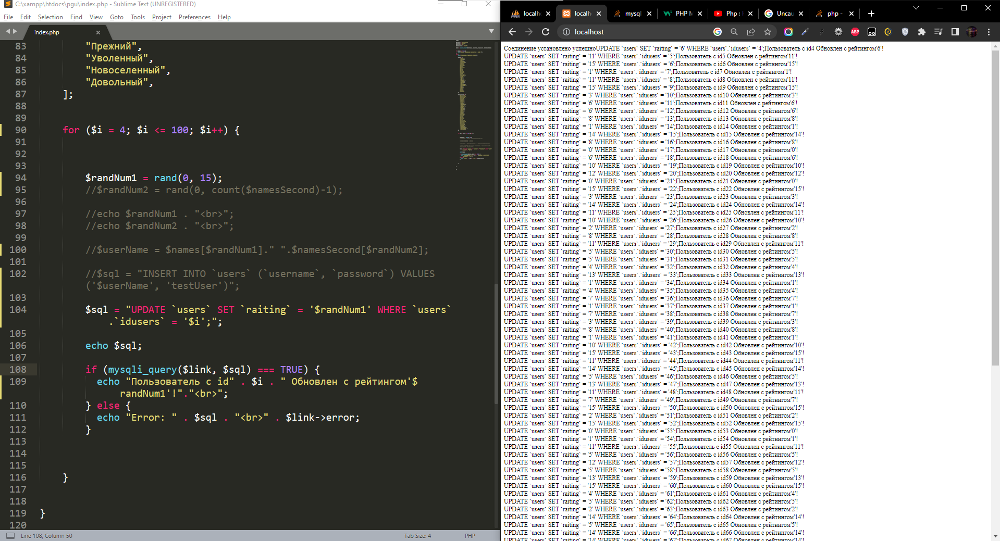 C:\xampp\htdocs\pgu\index.php - Sublime Text (UNREGISTERED)
File Edit Selection Find View Goto Tools Project Preferences Help
index.php
83 "Прежний",
84 "Уволенный",
85 "Новоселенный",
86 "Довольный",
87 ];
88
89
90 for ($i = 4; $i <= 100; $i++) {
91
92
93
94 $randNum1 = rand(0, 15);
95 //$randNum2 = rand(0, count($namesSecond)-1);
96
97 //echo $randNum1 . "<br>";
98 //echo $randNum2 . "<br>";
99
100 //$userName = $names[$randNum1]." ".$namesSecond[$randNum2];
101
102 //$sql = "INSERT INTO `users` (`username`, `password`) VALUES
('$userName', 'testUser')";
103
104 $sql = "UPDATE `users` SET `raiting` = '$randNum1' WHERE `users`
.`idusers` = '$i';";
105
106 echo $sql;
107
108 if (mysqli_query($link, $sql) === TRUE) {
109 echo "Пользователь с id" . $i . " Обновлен с рейтингом'$
randNum1'!"."<br>";
110 } else {
111 echo "Error: " . $sql . "<br>" . $link->error;
112 }
113
114
115
116 }
117
118
119 }
120
Line 108, Column 50
Tab Size: 4
PHP
localh localh mysql PHP M Php : Uncau php -
localhost
ABP
Соединение установлено успешноUPDATE `users` SET `raiting` = '6' WHERE `users`.`idusers` = '4';Пользователь с id4 Обновлен с рейтингом'6'!
UPDATE `users` SET `raiting` = '11' WHERE `users`.`idusers` = '5';Пользователь с id5 Обновлен с рейтингом'11'!
UPDATE `users` SET `raiting` = '15' WHERE `users`.`idusers` = '6';Пользователь с id6 Обновлен с рейтингом'15'!
UPDATE `users` SET `raiting` = '1' WHERE `users`.`idusers` = '7';Пользователь с id7 Обновлен с рейтингом'1'!
UPDATE `users` SET `raiting` = '11' WHERE `users`.`idusers` = '8';Пользователь с id8 Обновлен с рейтингом'11'!
UPDATE `users` SET `raiting` = '15' WHERE `users`.`idusers` = '9';Пользователь с id9 Обновлен с рейтингом'15'!
UPDATE `users` SET `raiting` = '3' WHERE `users`.`idusers` = '10';Пользователь с id10 Обновлен с рейтингом'3'!
UPDATE `users` SET `raiting` = '6' WHERE `users`.`idusers` = '11';Пользователь с id11 Обновлен с рейтингом'6'!
UPDATE `users` SET `raiting` = '6' WHERE `users`.`idusers` = '12';Пользователь с id12 Обновлен с рейтингом'6'!
UPDATE `users` SET `raiting` = '8' WHERE `users`.`idusers` = '13';Пользователь с id13 Обновлен с рейтингом'8'!
UPDATE `users` SET `raiting` = '1' WHERE `users`.`idusers` = '14';Пользователь с id14 Обновлен с рейтингом'1'!
UPDATE `users` SET `raiting` = '14' WHERE `users`.`idusers` = '15';Пользователь с id15 Обновлен с рейтингом'14'!
UPDATE `users` SET `raiting` = '8' WHERE `users`.`idusers` = '16';Пользователь с id16 Обновлен с рейтингом'8'!
UPDATE `users` SET `raiting` = '0' WHERE `users`.`idusers` = '17';Пользователь с id17 Обновлен с рейтингом'0'!
UPDATE `users` SET `raiting` = '6' WHERE `users`.`idusers` = '18';Пользователь с id18 Обновлен с рейтингом'6'!
UPDATE `users` SET `raiting` = '10' WHERE `users`.`idusers` = '19';Пользователь с id19 Обновлен с рейтингом'10'!
UPDATE `users` SET `raiting` = '12' WHERE `users`.`idusers` = '20';Пользователь с id20 Обновлен с рейтингом'12'!
UPDATE `users` SET `raiting` = '0' WHERE `users`.`idusers` = '21';Пользователь с id21 Обновлен с рейтингом'0'!
UPDATE `users` SET `raiting` = '15' WHERE `users`.`idusers` = '22';Пользователь с id22 Обновлен с рейтингом'15'!
UPDATE `users` SET `raiting` = '3' WHERE `users`.`idusers` = '23';Пользователь с id23 Обновлен с рейтингом'3'!
UPDATE `users` SET `raiting` = '14' WHERE `users`.`idusers` = '24';Пользователь с id24 Обновлен с рейтингом'14'!
UPDATE `users` SET `raiting` = '11' WHERE `users`.`idusers` = '25';Пользователь с id25 Обновлен с рейтингом'11'!
UPDATE `users` SET `raiting` = '10' WHERE `users`.`idusers` = '26';Пользователь с id26 Обновлен с рейтингом'10'!
UPDATE `users` SET `raiting` = '2' WHERE `users`.`idusers` = '27';Пользователь с id27 Обновлен с рейтингом'2'!
UPDATE `users` SET `raiting` = '8' WHERE `users`.`idusers` = '28';Пользователь с id28 Обновлен с рейтингом'8'!
UPDATE `users` SET `raiting` = '11' WHERE `users`.`idusers` = '29';Пользователь с id29 Обновлен с рейтингом'11'!
UPDATE `users` SET `raiting` = '5' WHERE `users`.`idusers` = '30';Пользователь с id30 Обновлен с рейтингом'5'!
UPDATE `users` SET `raiting` = '5' WHERE `users`.`idusers` = '31';Пользователь с id31 Обновлен с рейтингом'5'!
UPDATE `users` SET `raiting` = '4' WHERE `users`.`idusers` = '32';Пользователь с id32 Обновлен с рейтингом'4'!
UPDATE `users` SET `raiting` = '13' WHERE `users`.`idusers` = '33';Пользователь с id33 Обновлен с рейтингом'13'!
UPDATE `users` SET `raiting` = '1' WHERE `users`.`idusers` = '34';Пользователь с id34 Обновлен с рейтингом'1'!
UPDATE `users` SET `raiting` = '4' WHERE `users`.`idusers` = '35';Пользователь с id35 Обновлен с рейтингом'4'!
UPDATE `users` SET `raiting` = '7' WHERE `users`.`idusers` = '36';Пользователь с id36 Обновлен с рейтингом'7'!
UPDATE `users` SET `raiting` = '1' WHERE `users`.`idusers` = '37';Пользователь с id37 Обновлен с рейтингом'1'!
UPDATE `users` SET `raiting` = '7' WHERE `users`.`idusers` = '38';Пользователь с id38 Обновлен с рейтингом'7'!
UPDATE `users` SET `raiting` = '3' WHERE `users`.`idusers` = '39';Пользователь с id39 Обновлен с рейтингом'3'!
UPDATE `users` SET `raiting` = '8' WHERE `users`.`idusers` = '40';Пользователь с id40 Обновлен с рейтингом'8'!
UPDATE `users` SET `raiting` = '1' WHERE `users`.`idusers` = '41';Пользователь с id41 Обновлен с рейтингом'1'!
UPDATE `users` SET `raiting` = '10' WHERE `users`.`idusers` = '42';Пользователь с id42 Обновлен с рейтингом'10'!
UPDATE `users` SET `raiting` = '15' WHERE `users`.`idusers` = '43';Пользователь с id43 Обновлен с рейтингом'15'!
UPDATE `users` SET `raiting` = '11' WHERE `users`.`idusers` = '44';Пользователь с id44 Обновлен с рейтингом'11'!
UPDATE `users` SET `raiting` = '14' WHERE `users`.`idusers` = '45';Пользователь с id45 Обновлен с рейтингом'14'!
UPDATE `users` SET `raiting` = '5' WHERE `users`.`idusers` = '46';Пользователь с id46 Обновлен с рейтингом'5'!
UPDATE `users` SET `raiting` = '13' WHERE `users`.`idusers` = '47';Пользователь с id47 Обновлен с рейтингом'13'!
UPDATE `users` SET `raiting` = '11' WHERE `users`.`idusers` = '48';Пользователь с id48 Обновлен с рейтингом'11'!
UPDATE `users` SET `raiting` = '7' WHERE `users`.`idusers` = '49';Пользователь с id49 Обновлен с рейтингом'7'!
UPDATE `users` SET `raiting` = '15' WHERE `users`.`idusers` = '50';Пользователь с id50 Обновлен с рейтингом'15'!
UPDATE `users` SET `raiting` = '2' WHERE `users`.`idusers` = '51';Пользователь с id51 Обновлен с рейтингом'2'!
UPDATE `users` SET `raiting` = '15' WHERE `users`.`idusers` = '52';Пользователь с id52 Обновлен с рейтингом'15'!
UPDATE `users` SET `raiting` = '0' WHERE `users`.`idusers` = '53';Пользователь с id53 Обновлен с рейтингом'0'!
UPDATE `users` SET `raiting` = '1' WHERE `users`.`idusers` = '54';Пользователь с id54 Обновлен с рейтингом'1'!
UPDATE `users` SET `raiting` = '11' WHERE `users`.`idusers` = '55';Пользователь с id55 Обновлен с рейтингом'11'!
UPDATE `users` SET `raiting` = '5' WHERE `users`.`idusers` = '56';Пользователь с id56 Обновлен с рейтингом'5'!
UPDATE `users` SET `raiting` = '12' WHERE `users`.`idusers` = '57';Пользователь с id57 Обновлен с рейтингом'12'!
UPDATE `users` SET `raiting` = '5' WHERE `users`.`idusers` = '58';Пользователь с id58 Обновлен с рейтингом'5'!
UPDATE `users` SET `raiting` = '13' WHERE `users`.`idusers` = '59';Пользователь с id59 Обновлен с рейтингом'13'!
UPDATE `users` SET `raiting` = '15' WHERE `users`.`idusers` = '60';Пользователь с id60 Обновлен с рейтингом'15'!
UPDATE `users` SET `raiting` = '4' WHERE `users`.`idusers` = '61';Пользователь с id61 Обновлен с рейтингом'4'!
UPDATE `users` SET `raiting` = '5' WHERE `users`.`idusers` = '62';Пользователь с id62 Обновлен с рейтингом'5'!
UPDATE `users` SET `raiting` = '2' WHERE `users`.`idusers` = '63';Пользователь с id63 Обновлен с рейтингом'2'!
UPDATE `users` SET `raiting` = '14' WHERE `users`.`idusers` = '64';Пользователь с id64 Обновлен с рейтингом'14'!
UPDATE `users` SET `raiting` = '5' WHERE `users`.`idusers` = '65';Пользователь с id65 Обновлен с рейтингом'5'!
UPDATE `users` SET `raiting` = '14' WHERE `users`.`idusers` = '66';Пользователь с id66 Обновлен с рейтингом'14'!
UPDATE `users` SET `raiting` = '14' WHERE `users`.`idusers` = '67';Пользователь с id67 Обновлен с рейтингом'14'!